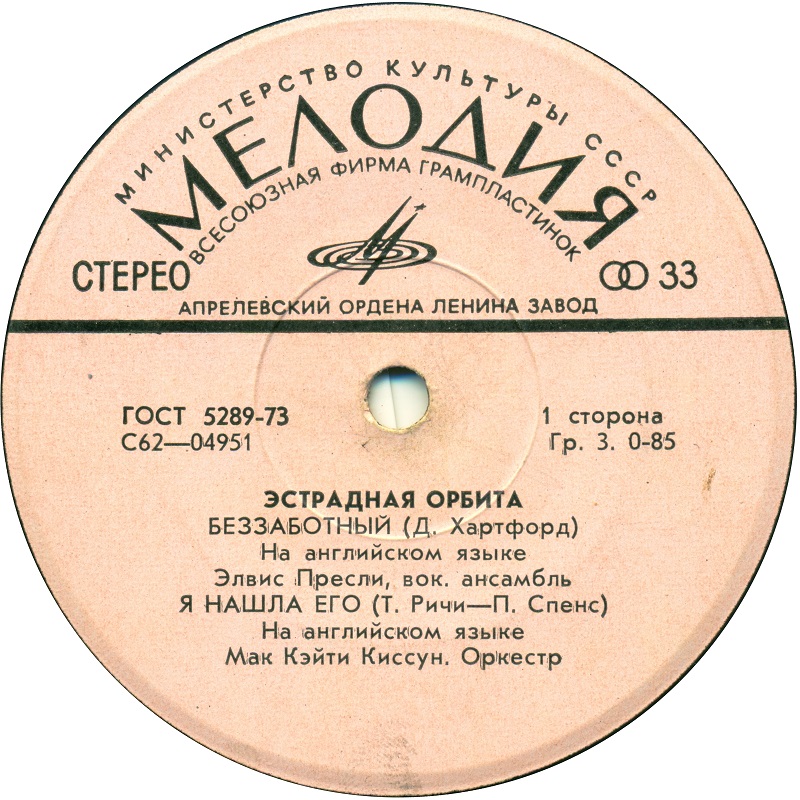 МИНИСТЕРСТВО КУЛЬТУРЫ СССР
МЕЛОДИЯ
ВСЕСОЮЗНАЯ ФИРМА ГРАМПЛАСТИНОК
СТЕРЕО 33
АПРЕЛЕВСКИЙ ОРДЕНА ЛЕНИНА ЗАВОД
ГОСТ 5289-73 1 сторона
С62—04951 Гр. 3. 0-85
ЭСТРАДНАЯ ОРБИТА
БЕЗЗАБОТНЫЙ (Д. Хартфорд)
На английском языке
Элвис Пресли, вок. ансамбль
Я НАШЛА ЕГО (Т. Ричи—П. Спенс)
На английском языке
Мак Кэйти Киссун. Оркестр